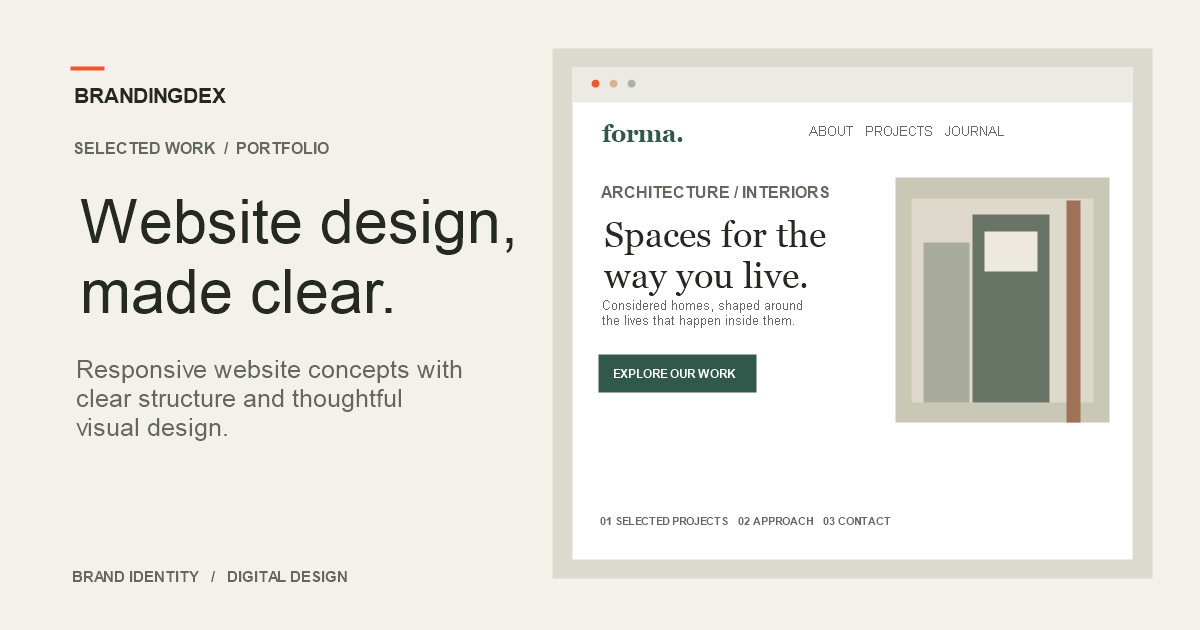 BRANDINGDEX
SELECTED WORK / PORTFOLIO
Website design,
made clear.
Responsive website concepts with
clear structure and thoughtful
visual design.
BRAND IDENTITY / DIGITAL DESIGN
forma.
ABOUT PROJECTS JOURNAL
ARCHITECTURE / INTERIORS
Spaces for the
way you live.
Considered homes, shaped around
the lives that happen inside them.
EXPLORE OUR WORK
01 SELECTED PROJECTS 02 APPROACH 03 CONTACT